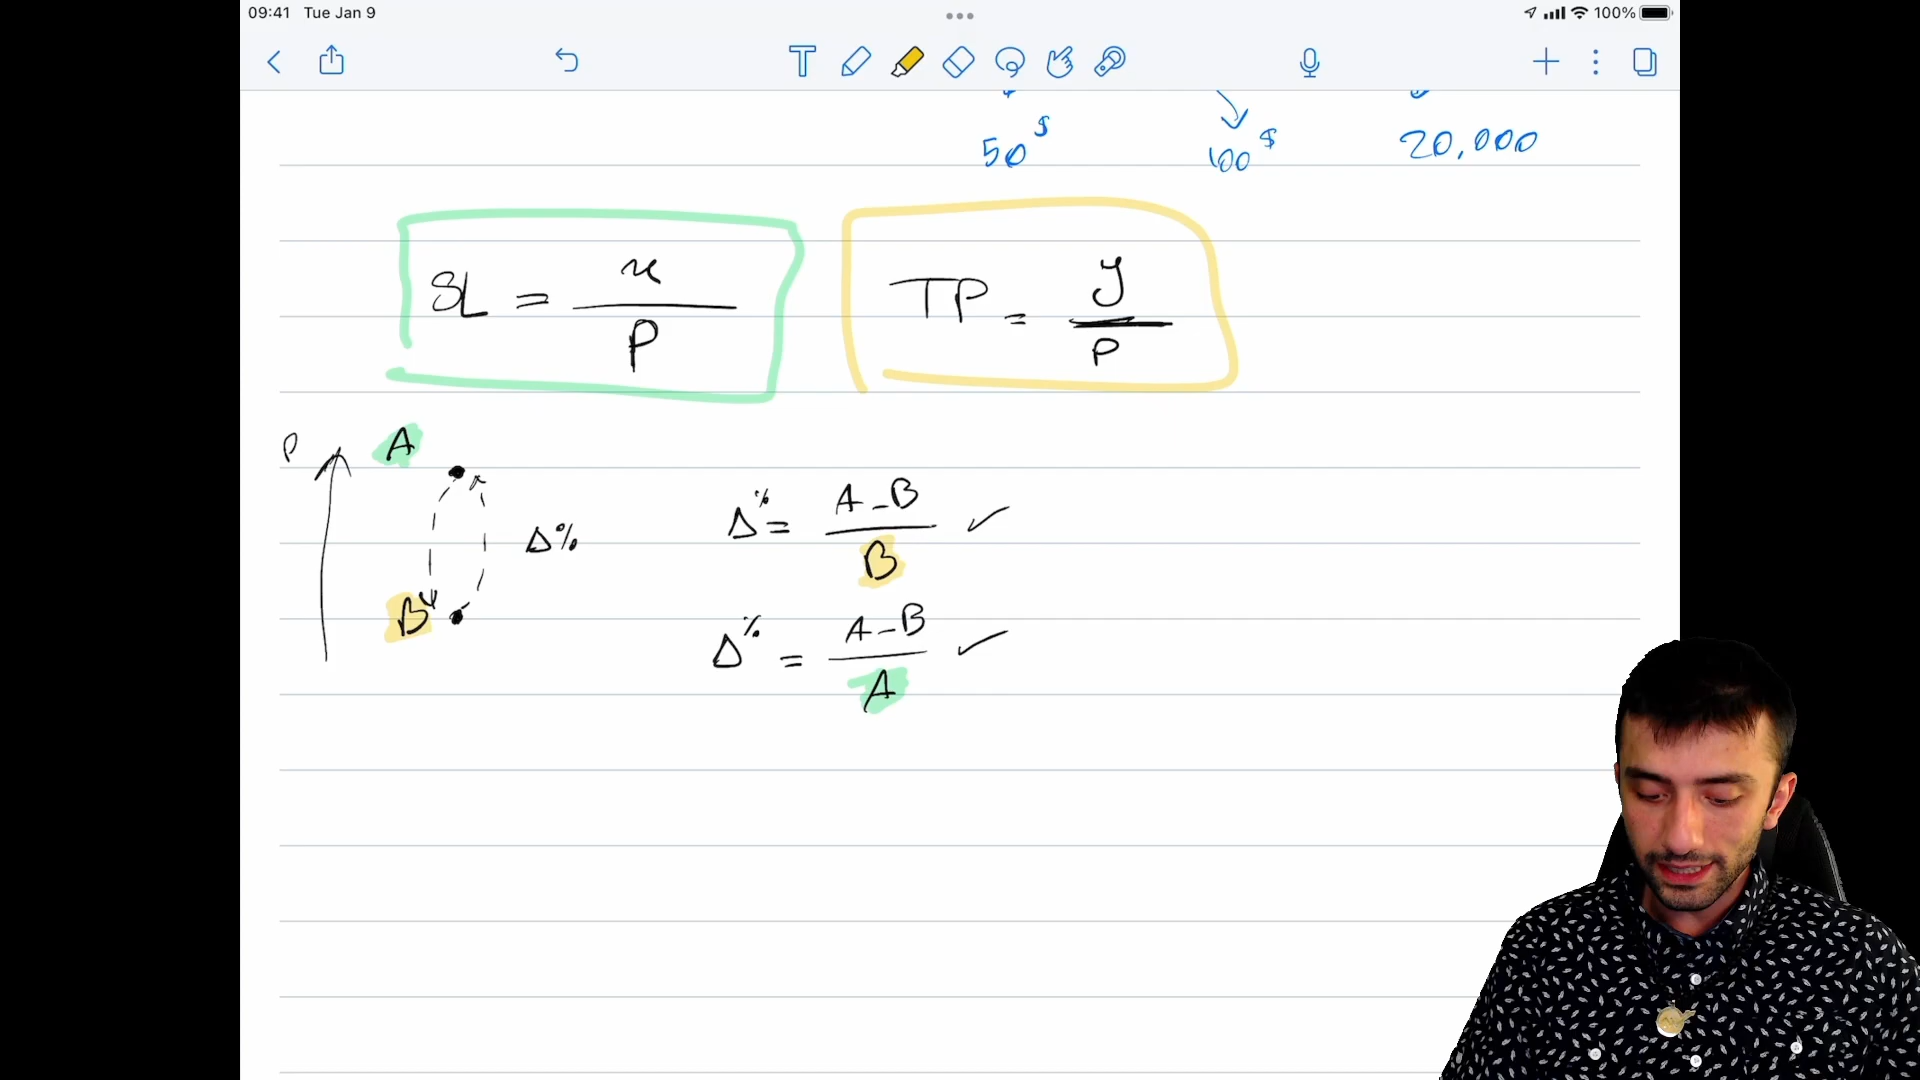 09:41 Tue Jan 9 100%
50 $ 100 $ 20,000
SL = x / P TP = y / P
P A
Δ% = A-B / B
Δ%
B
Δ% = A-B / A